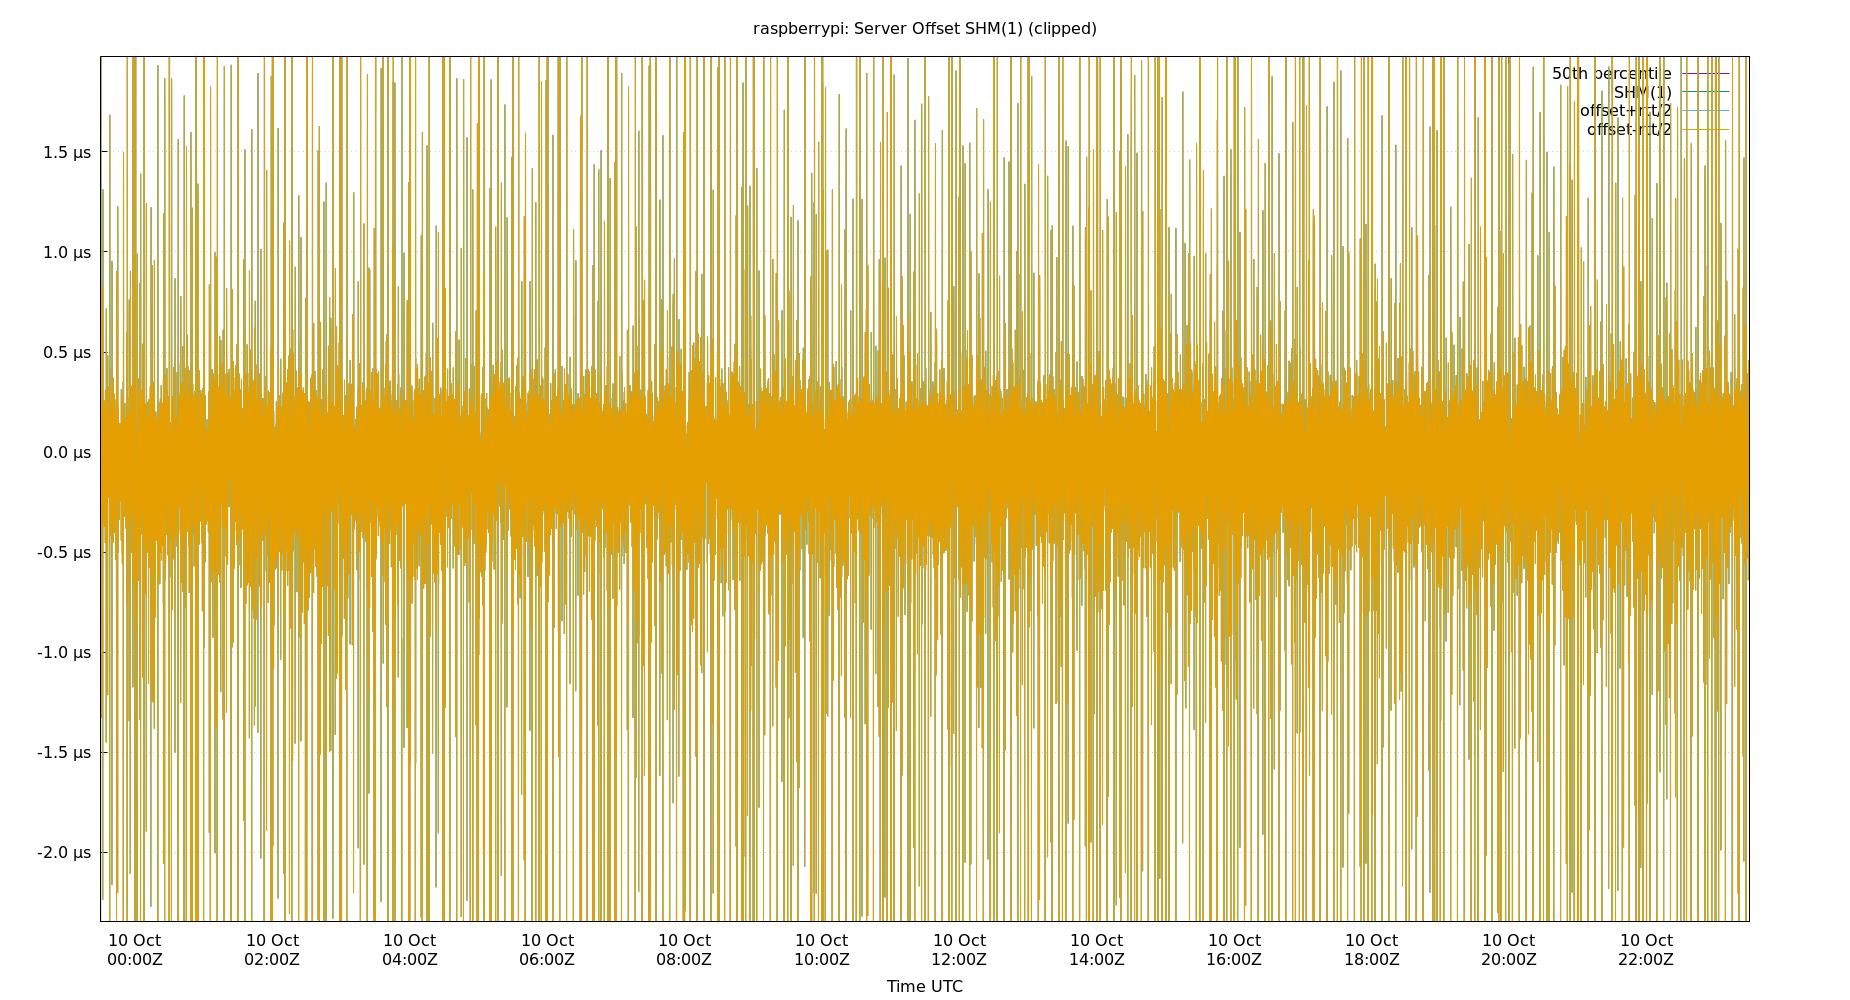 raspberrypi: Server Offset SHM(1) (clipped)
50th percentile
SHM(1)
offset+rtt/2
offset-rtt/2
1.5 µs
1.0 µs
0.5 µs
0.0 µs
-0.5 µs
-1.0 µs
-1.5 µs
-2.0 µs
10 Oct 10 Oct 10 Oct 10 Oct 10 Oct 10 Oct 10 Oct 10 Oct 10 Oct 10 Oct 10 Oct 10 Oct
00:00Z 02:00Z 04:00Z 06:00Z 08:00Z 10:00Z 12:00Z 14:00Z 16:00Z 18:00Z 20:00Z 22:00Z
Time UTC